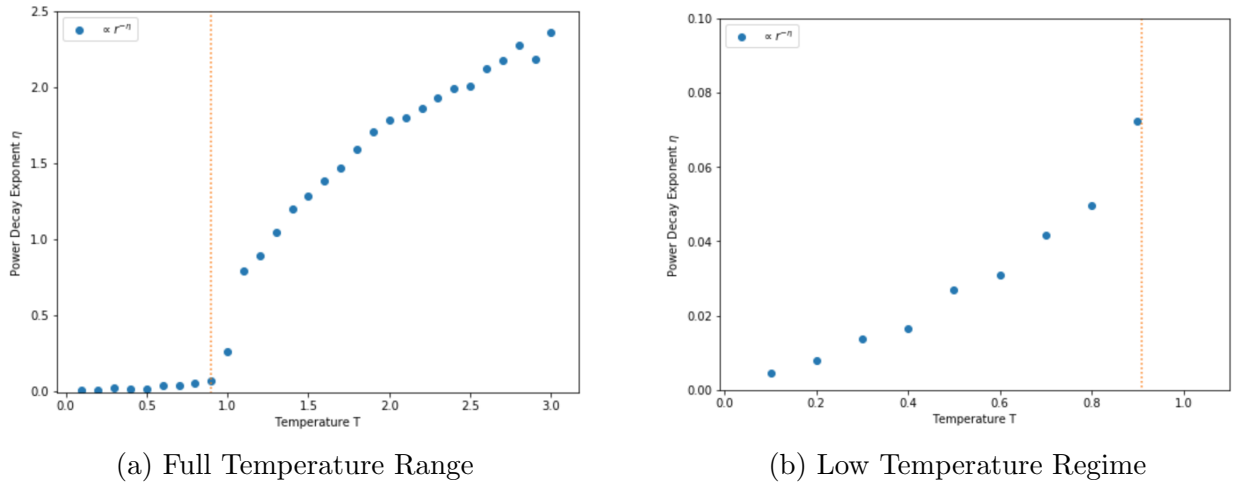 ∝ r^{-η}
2.5
2.0
1.5
1.0
0.5
0.0
Power Decay Exponent η
0.0 0.5 1.0 1.5 2.0 2.5 3.0
Temperature T
(a) Full Temperature Range
∝ r^{-η}
0.10
0.08
0.06
0.04
0.02
0.00
Power Decay Exponent η
0.0 0.2 0.4 0.6 0.8 1.0
Temperature T
(b) Low Temperature Regime